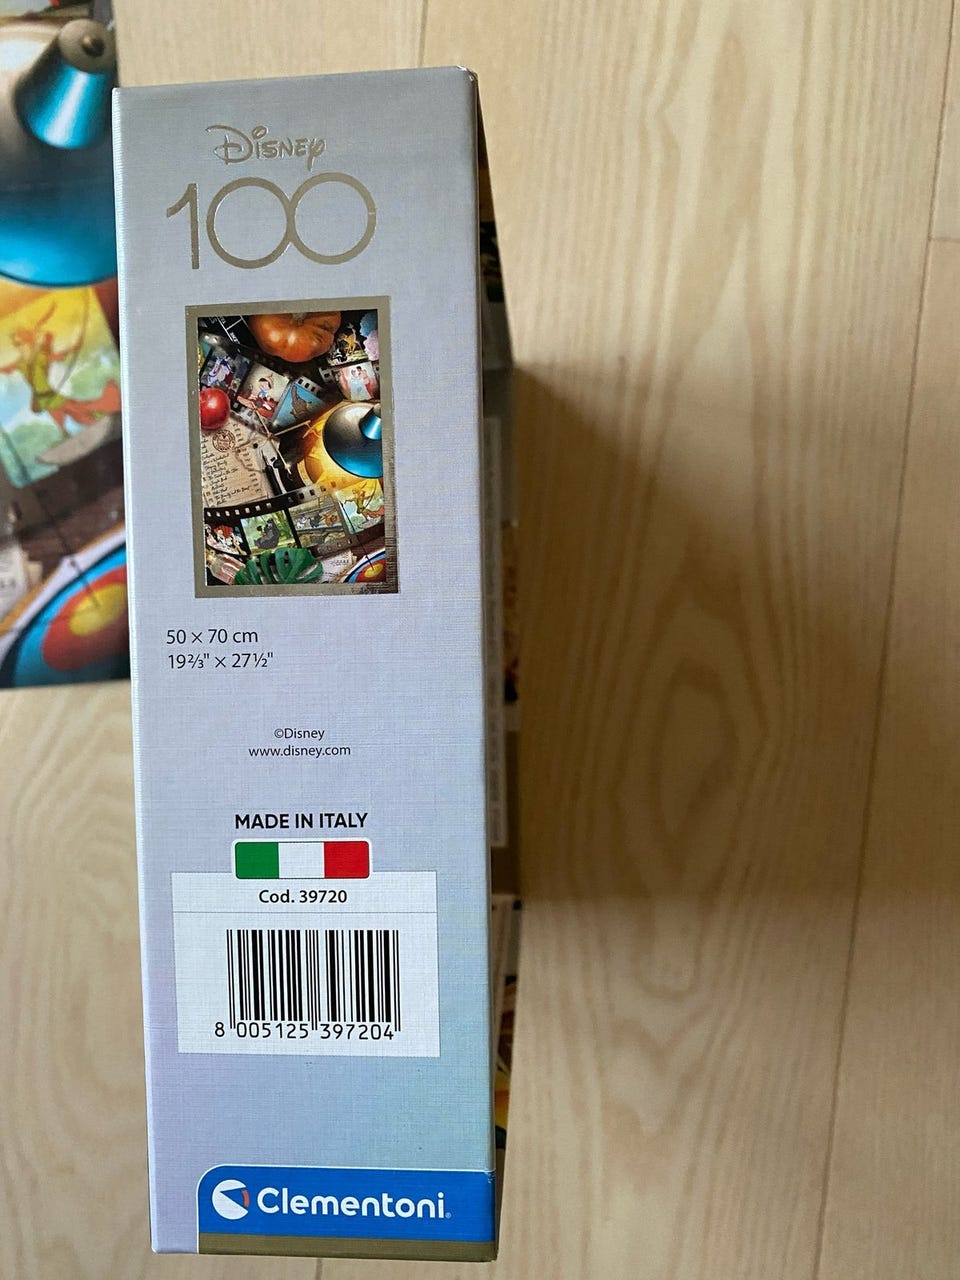 Disney
100
50 × 70 cm
19⅔" × 27½"
©Disney
www.disney.com
MADE IN ITALY
Cod. 39720
8 005125 397204
Clementoni®